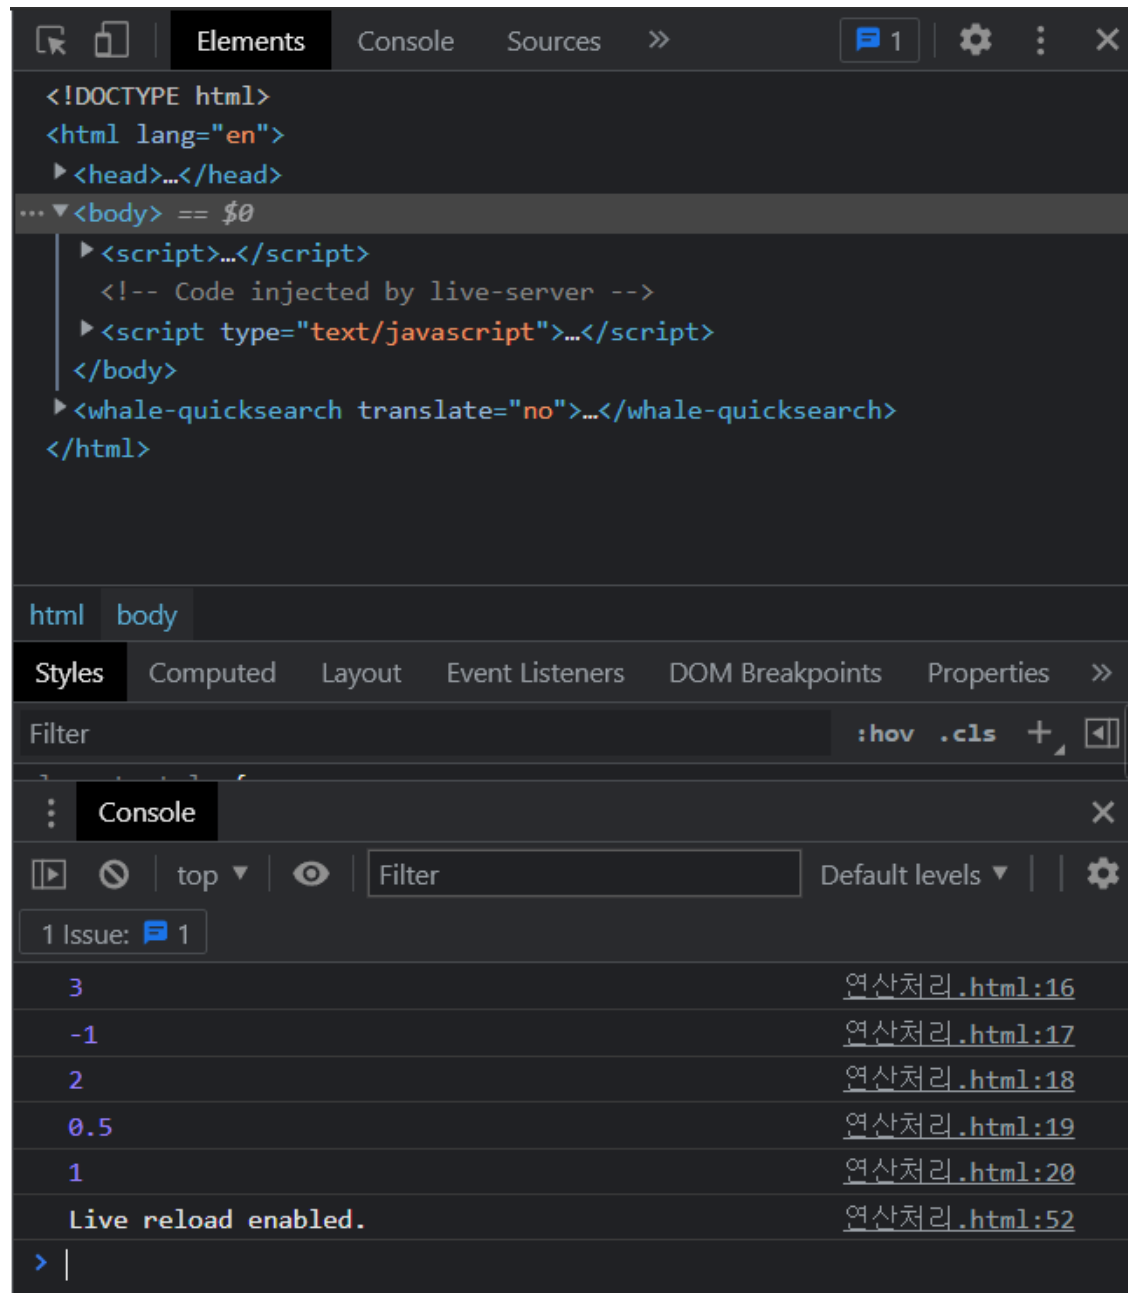 Elements Console Sources » 1
<!DOCTYPE html>
<html lang="en">
<head>…</head>
… <body> == $0
<script>…</script>
<!-- Code injected by live-server -->
<script type="text/javascript">…</script>
</body>
<whale-quicksearch translate="no">…</whale-quicksearch>
</html>
html body
Styles Computed Layout Event Listeners DOM Breakpoints Properties »
Filter :hov .cls +
Console
top Filter Default levels
1 Issue: 1
3 연산처리.html:16
-1 연산처리.html:17
2 연산처리.html:18
0.5 연산처리.html:19
1 연산처리.html:20
Live reload enabled. 연산처리.html:52
>